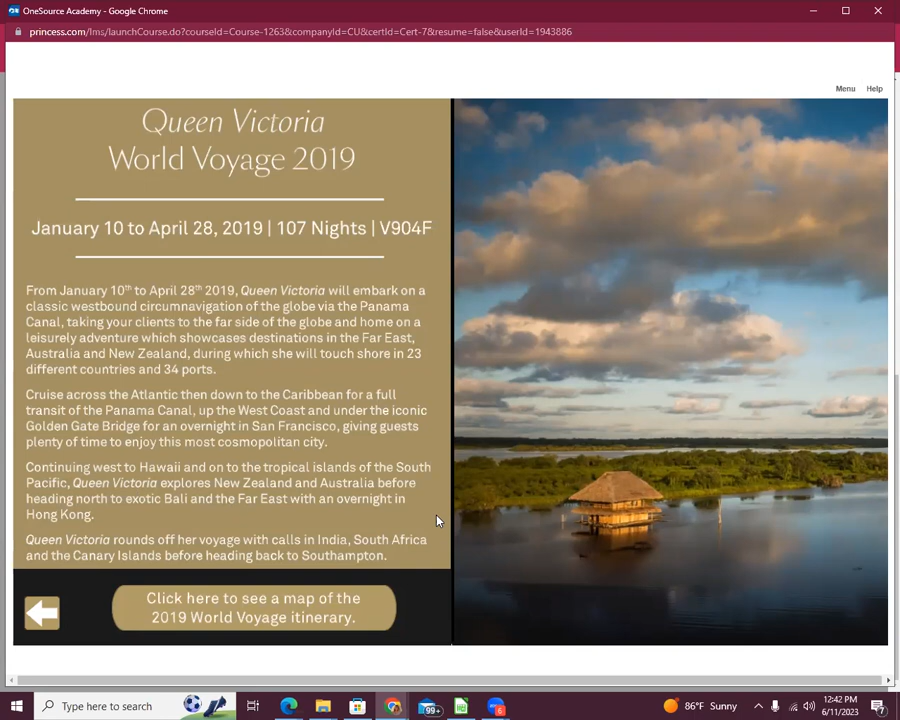 OneSource Academy - Google Chrome
princess.com/lms/launchCourse.do?courseId=Course-1263&companyId=CU&certId=Cert-7&resume=false&userId=1943886
Menu Help
Queen Victoria
World Voyage 2019
January 10 to April 28, 2019 | 107 Nights | V904F
From January 10th to April 28th 2019, Queen Victoria will embark on a
classic westbound circumnavigation of the globe via the Panama
Canal, taking your clients to the far side of the globe and home on a
leisurely adventure which showcases destinations in the Far East,
Australia and New Zealand, during which she will touch shore in 23
different countries and 34 ports.
Cruise across the Atlantic then down to the Caribbean for a full
transit of the Panama Canal, up the West Coast and under the iconic
Golden Gate Bridge for an overnight in San Francisco, giving guests
plenty of time to enjoy this most cosmopolitan city.
Continuing west to Hawaii and on to the tropical islands of the South
Pacific, Queen Victoria explores New Zealand and Australia before
heading north to exotic Bali and the Far East with an overnight in
Hong Kong.
Queen Victoria rounds off her voyage with calls in India, South Africa
and the Canary Islands before heading back to Southampton.
Click here to see a map of the
2019 World Voyage itinerary.
Type here to search
99+
6
86°F Sunny
12:42 PM
6/11/2023
7